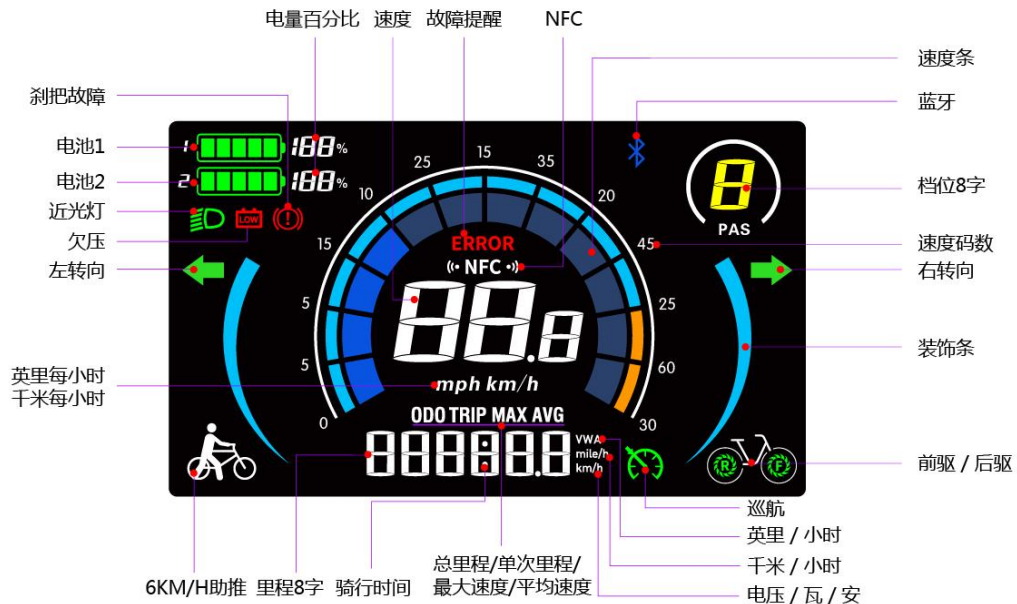 电量百分比 速度 故障提醒 NFC
速度条
蓝牙
刹把故障
电池1
电池2
近光灯
欠压
左转向
英里每小时
千米每小时
1 188%
2 188%
LOW
ERROR
NFC
88.8
mph km/h
ODO TRIP MAX AVG
8888:8.8
VWA
mile/h
km/h
0
5
5
15
10
25
15
35
20
45
25
60
30
8
PAS
R F
档位8字
速度码数
右转向
装饰条
前驱 / 后驱
巡航
英里 / 小时
千米 / 小时
电压 / 瓦 / 安
6KM/H助推 里程8字 骑行时间
总里程/单次里程/
最大速度/平均速度